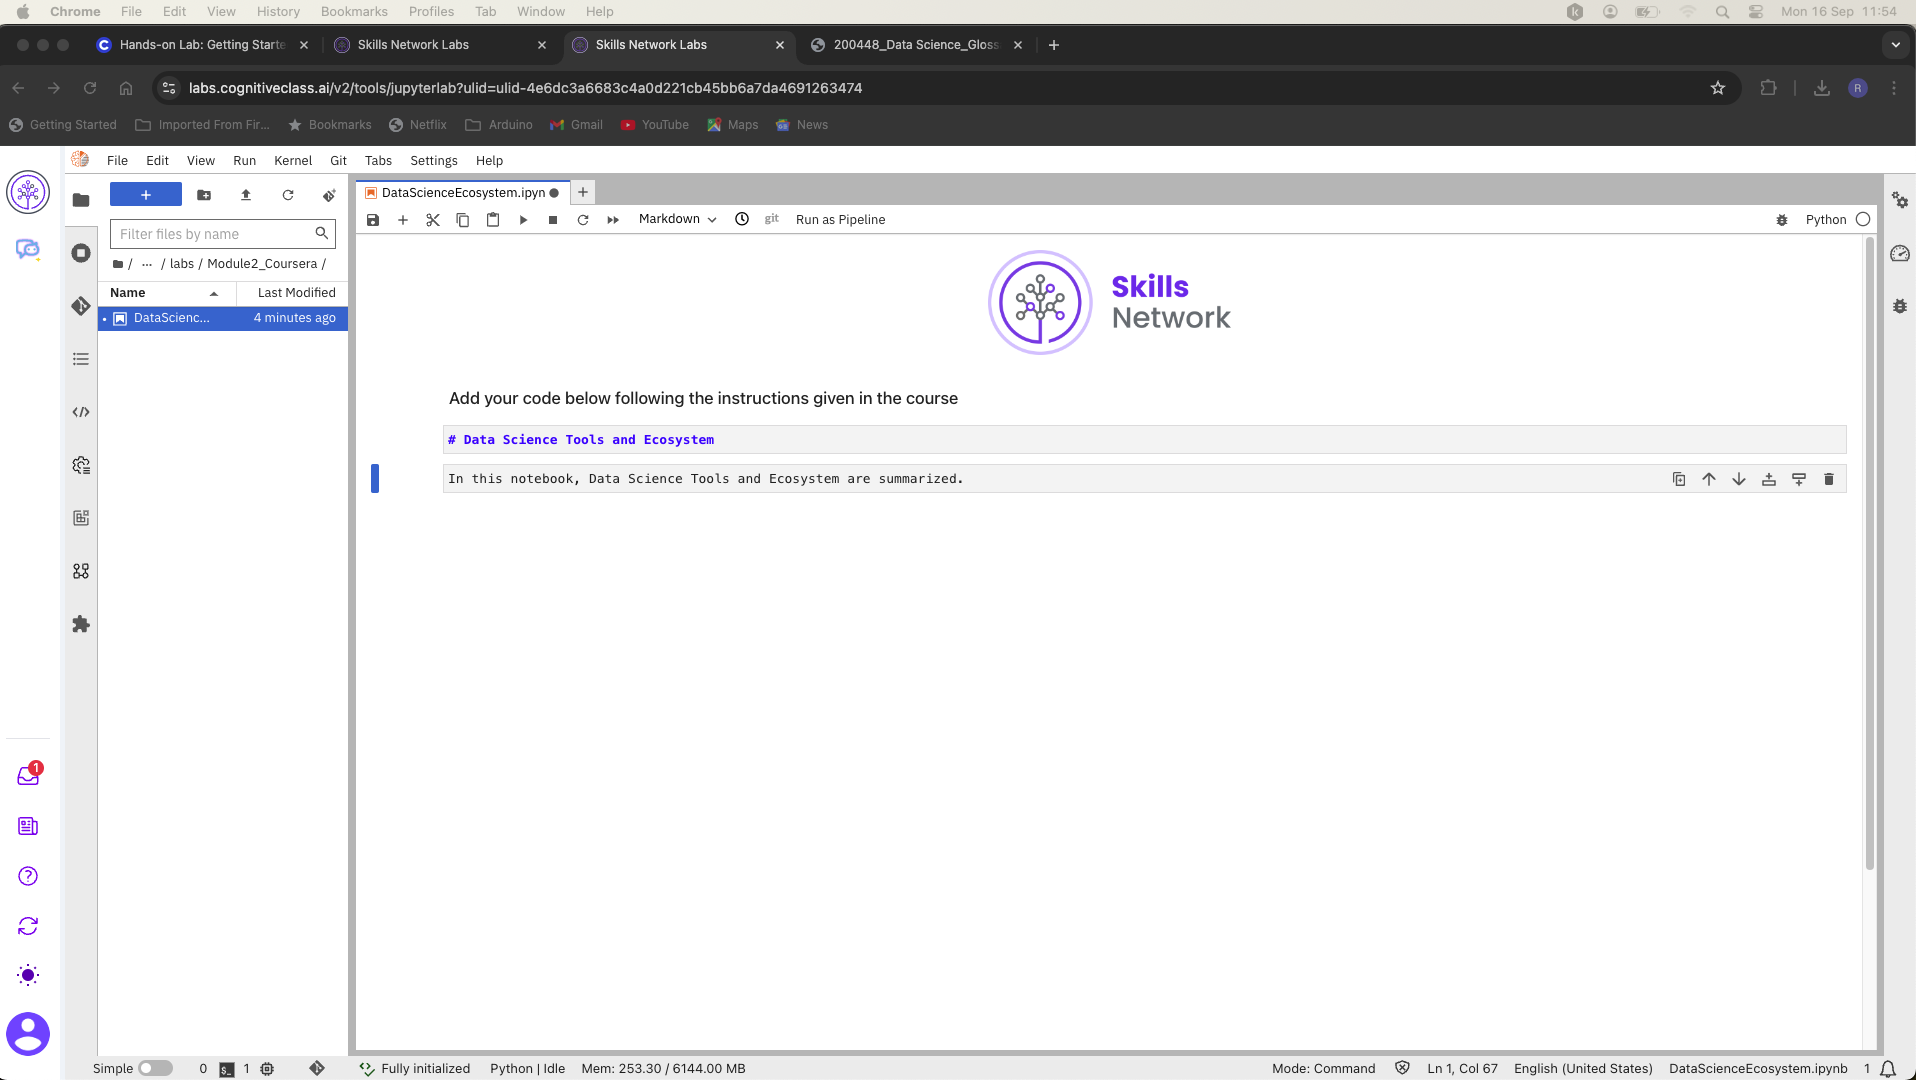 Chrome File Edit View History Bookmarks Profiles Tab Window Help Mon 16 Sep 11:54
Hands-on Lab: Getting Starte Skills Network Labs Skills Network Labs 200448_Data Science_Gloss
labs.cognitiveclass.ai/v2/tools/jupyterlab?ulid=ulid-4e6dc3a6683c4a0d221cb45bb6a7da4691263474 R
Getting Started Imported From Fir... Bookmarks Netflix Arduino Gmail YouTube Maps News
File Edit View Run Kernel Git Tabs Settings Help
DataScienceEcosystem.ipyn
Markdown git Run as Pipeline Python
Filter files by name
/ ... / labs / Module2_Coursera /
Name Last Modified
DataScienc... 4 minutes ago
Skills
Network
Add your code below following the instructions given in the course
# Data Science Tools and Ecosystem
In this notebook, Data Science Tools and Ecosystem are summarized.
1
Simple 0 $_ 1 Fully initialized Python | Idle Mem: 253.30 / 6144.00 MB Mode: Command Ln 1, Col 67 English (United States) DataScienceEcosystem.ipynb 1